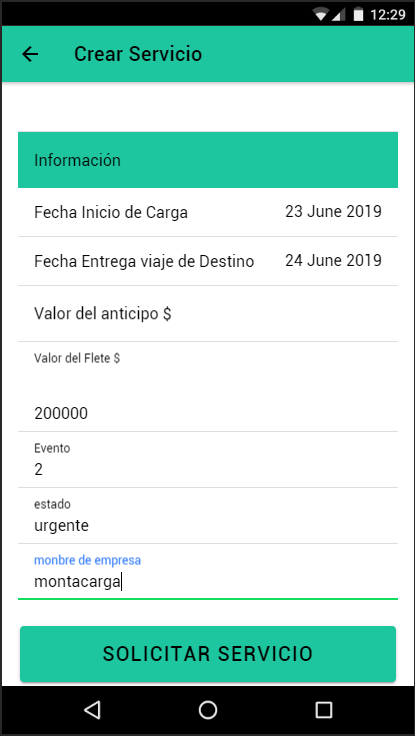 12:29
Crear Servicio
Información
Fecha Inicio de Carga 23 June 2019
Fecha Entrega viaje de Destino 24 June 2019
Valor del anticipo $
Valor del Flete $
200000
Evento
2
estado
urgente
monbre de empresa
montacarga
SOLICITAR SERVICIO